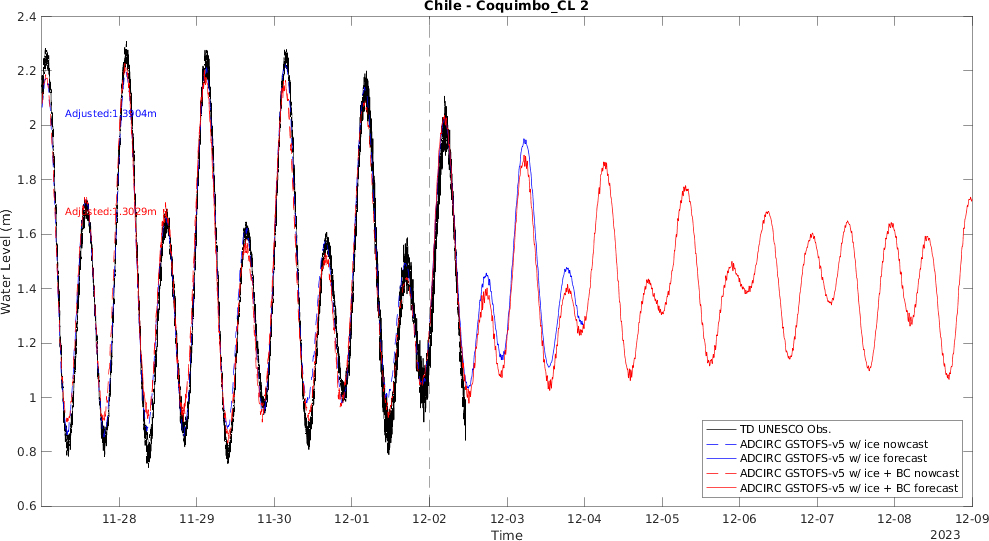 Chile - Coquimbo_CL 2
2.4
2.2
2
1.8
1.6
1.4
1.2
1
0.8
0.6
Water Level (m)
Adjusted:1.3904m
Adjusted:1.3029m
TD UNESCO Obs.
ADCIRC GSTOFS-v5 w/ ice nowcast
ADCIRC GSTOFS-v5 w/ ice forecast
ADCIRC GSTOFS-v5 w/ ice + BC nowcast
ADCIRC GSTOFS-v5 w/ ice + BC forecast
11-28 11-29 11-30 12-01 12-02 12-03 12-04 12-05 12-06 12-07 12-08 12-09
Time
2023